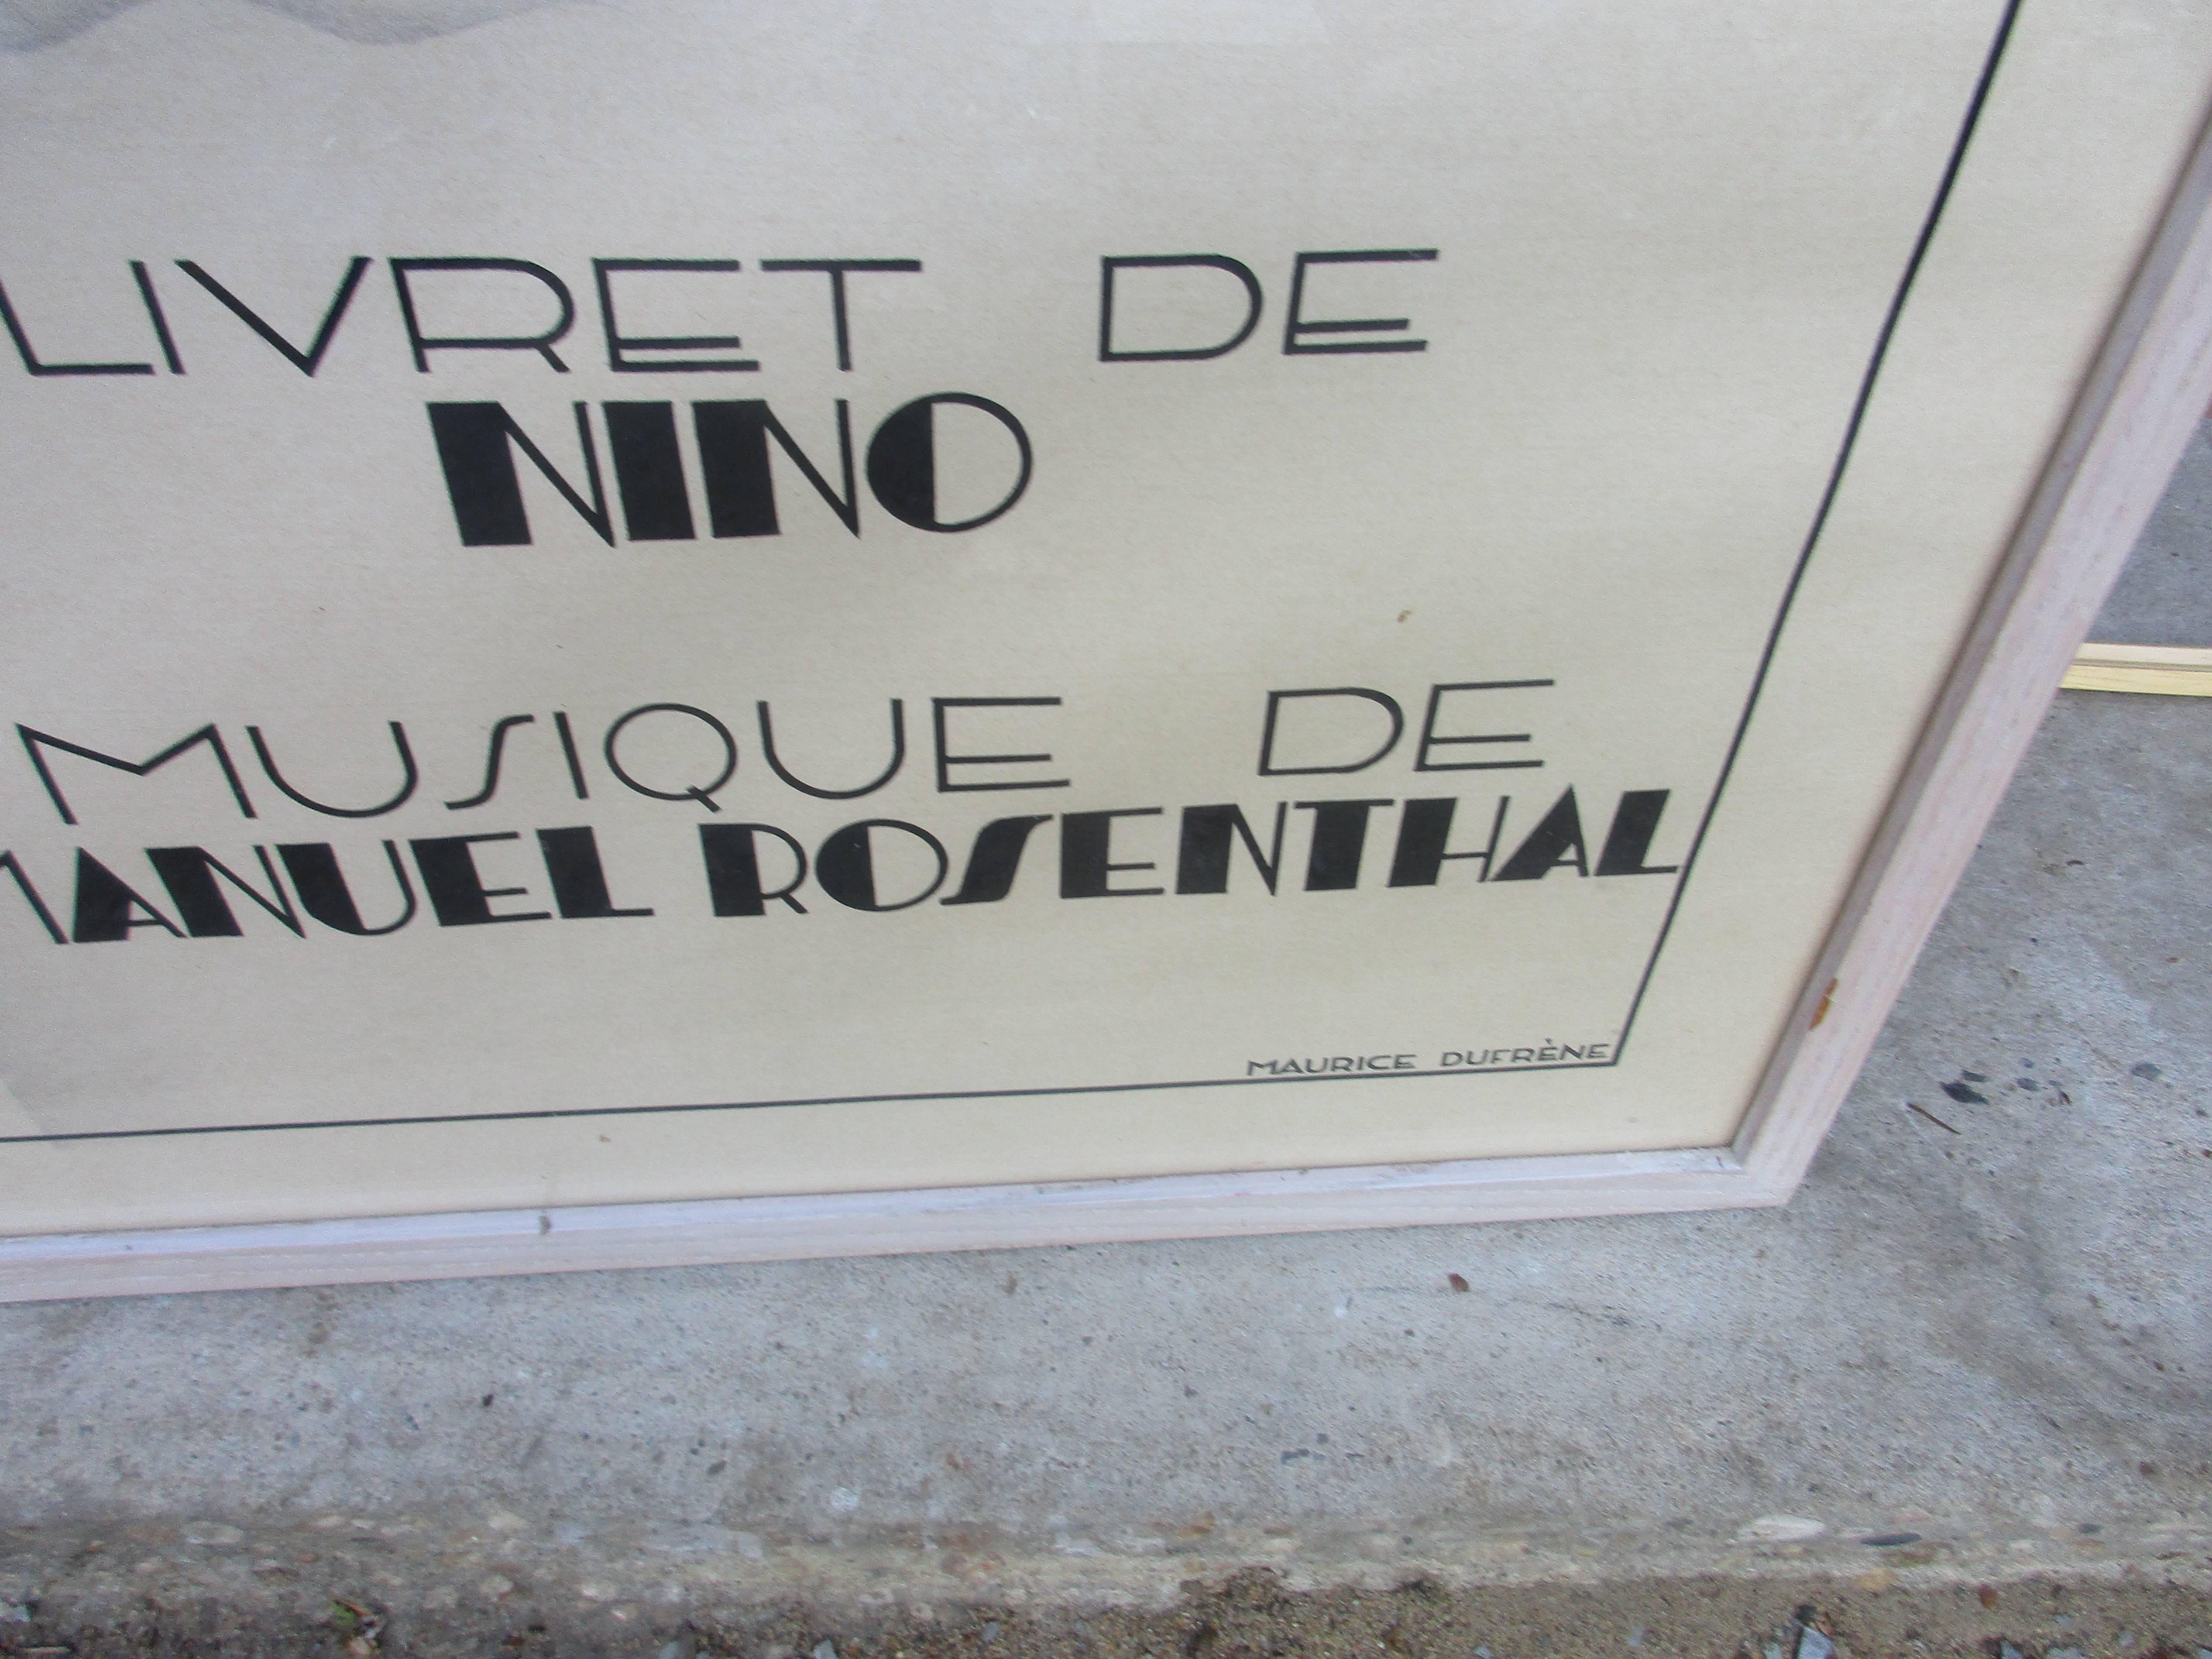 LIVRET DE
NINO
MUSIQUE DE
MANUEL ROSENTHAL
MAURICE DUFRÈNE